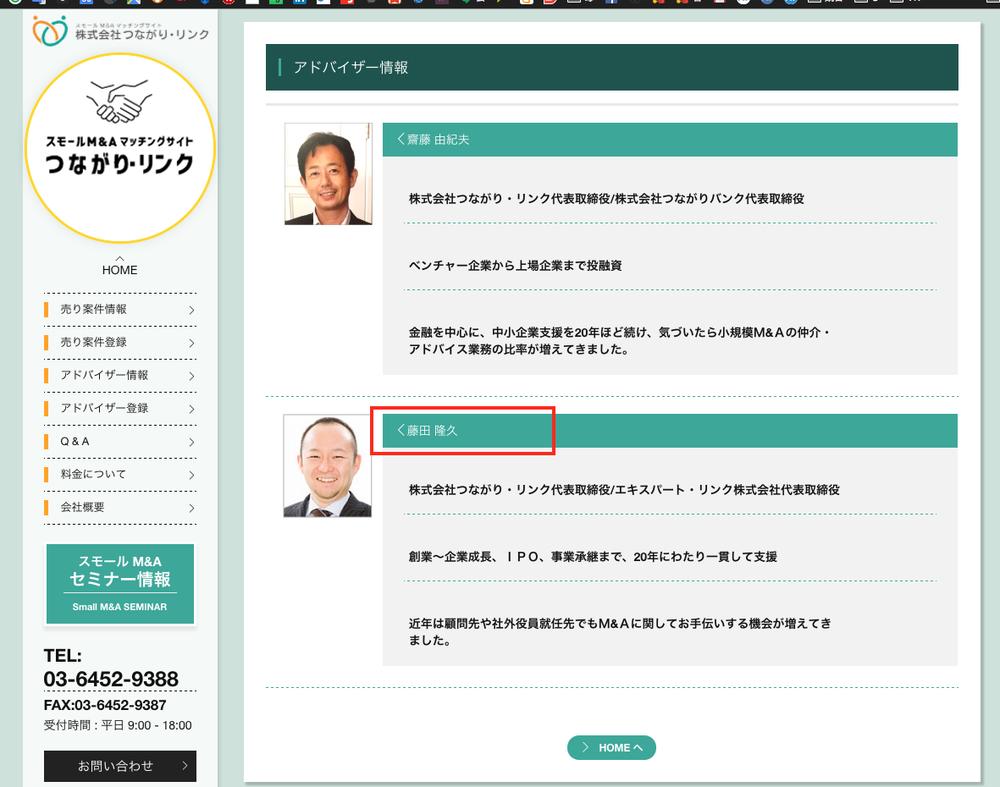 スモールM&Aマッチングサイト
株式会社つながり・リンク
スモールM&Aマッチングサイト
つながり・リンク
HOME
売り案件情報
売り案件登録
アドバイザー情報
アドバイザー登録
Q & A
料金について
会社概要
スモール M&A
セミナー情報
Small M&A SEMINAR
TEL:
03-6452-9388
FAX:03-6452-9387
受付時間 : 平日 9:00 - 18:00
お問い合わせ
アドバイザー情報
齋藤 由紀夫
株式会社つながり・リンク代表取締役/株式会社つながりバンク代表取締役
ベンチャー企業から上場企業まで投融資
金融を中心に、中小企業支援を20年ほど続け、気づいたら小規模M&Aの仲介・
アドバイス業務の比率が増えてきました。
藤田 隆久
株式会社つながり・リンク代表取締役/エキスパート・リンク株式会社代表取締役
創業〜企業成長、ＩＰＯ、事業承継まで、20年にわたり一貫して支援
近年は顧問先や社外役員就任先でもM&Aに関してお手伝いする機会が増えてき
ました。
HOME へ